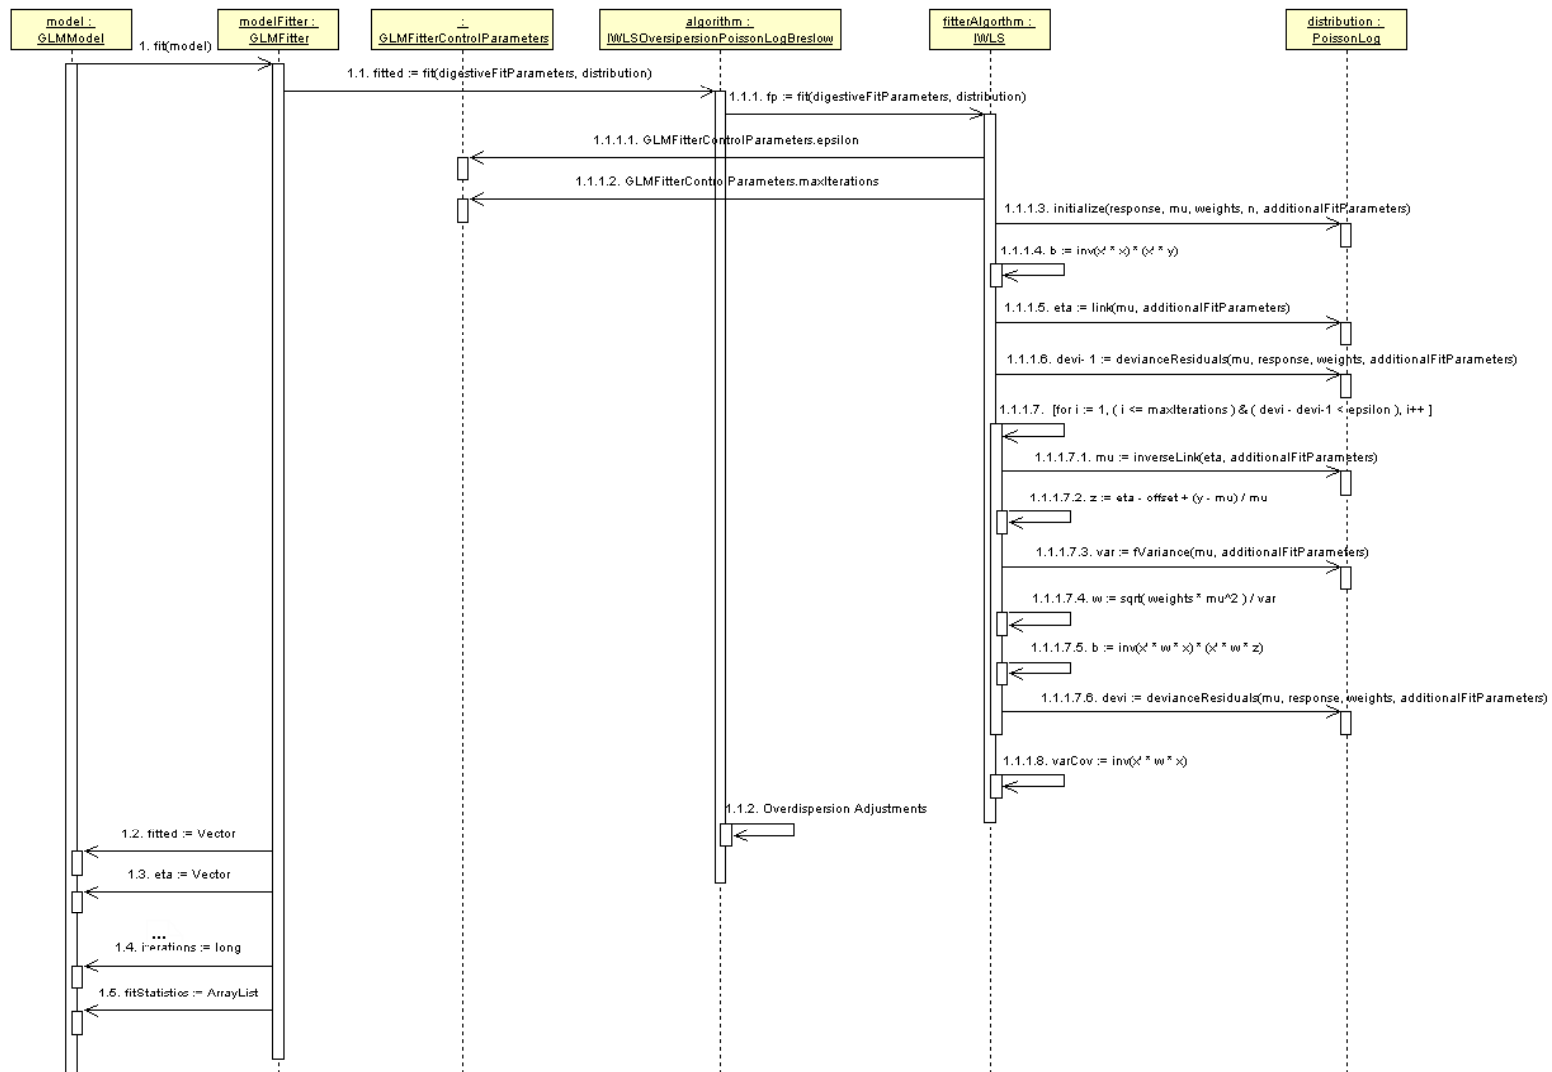 model :
GLMModel
modelFitter :
GLMFitter
:
GLMFitterControlParameters
algorithm :
IWLSOversipersionPoissonLogBreslow
fitterAlgorthm :
IWLS
distribution :
PoissonLog
1. fit(model)
1.1. fitted := fit(digestiveFitParameters, distribution)
1.1.1. fp := fit(digestiveFitParameters, distribution)
1.1.1.1. GLMFitterControlParameters.epsilon
1.1.1.2. GLMFitterControlParameters.maxIterations
1.1.1.3. initialize(response, mu, weights, n, additionalFitParameters)
1.1.1.4. b := inv(x' * x) * (x' * y)
1.1.1.5. eta := link(mu, additionalFitParameters)
1.1.1.6. devi- 1 := devianceResiduals(mu, response, weights, additionalFitParameters)
1.1.1.7. [for i := 1, ( i <= maxIterations ) & ( devi - devi-1 < epsilon ), i++ ]
1.1.1.7.1. mu := inverseLink(eta, additionalFitParameters)
1.1.1.7.2. z := eta - offset + (y - mu) / mu
1.1.1.7.3. var := fVariance(mu, additionalFitParameters)
1.1.1.7.4. w := sqrt( weights * mu^2 ) / var
1.1.1.7.5. b := inv(x' * w * x) * (x' * w * z)
1.1.1.7.6. devi := devianceResiduals(mu, response, weights, additionalFitParameters)
1.1.1.8. varCov := inv(x' * w * x)
1.1.2. Overdispersion Adjustments
1.2. fitted := Vector
1.3. eta := Vector
...
1.4. iterations := long
1.5. fitStatistics := ArrayList